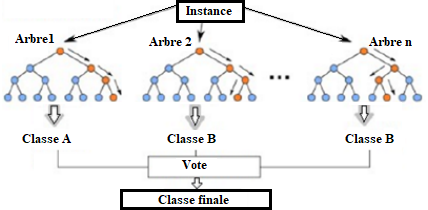 Instance
Arbre1
Arbre 2
Arbre n
Classe A
Classe B
Classe B
Vote
Classe finale